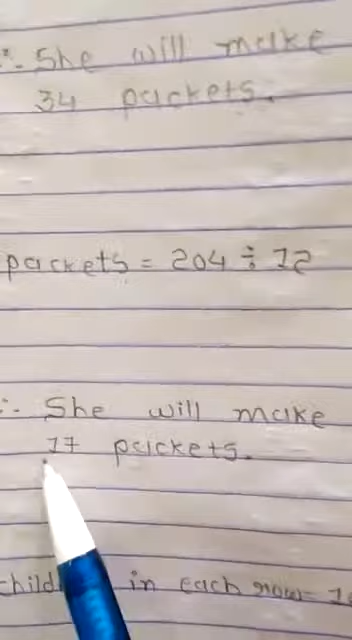 ∴ She will make
34 packets.
packets = 204 ÷ 12
∴ She will make
17 packets.
in each row = 1